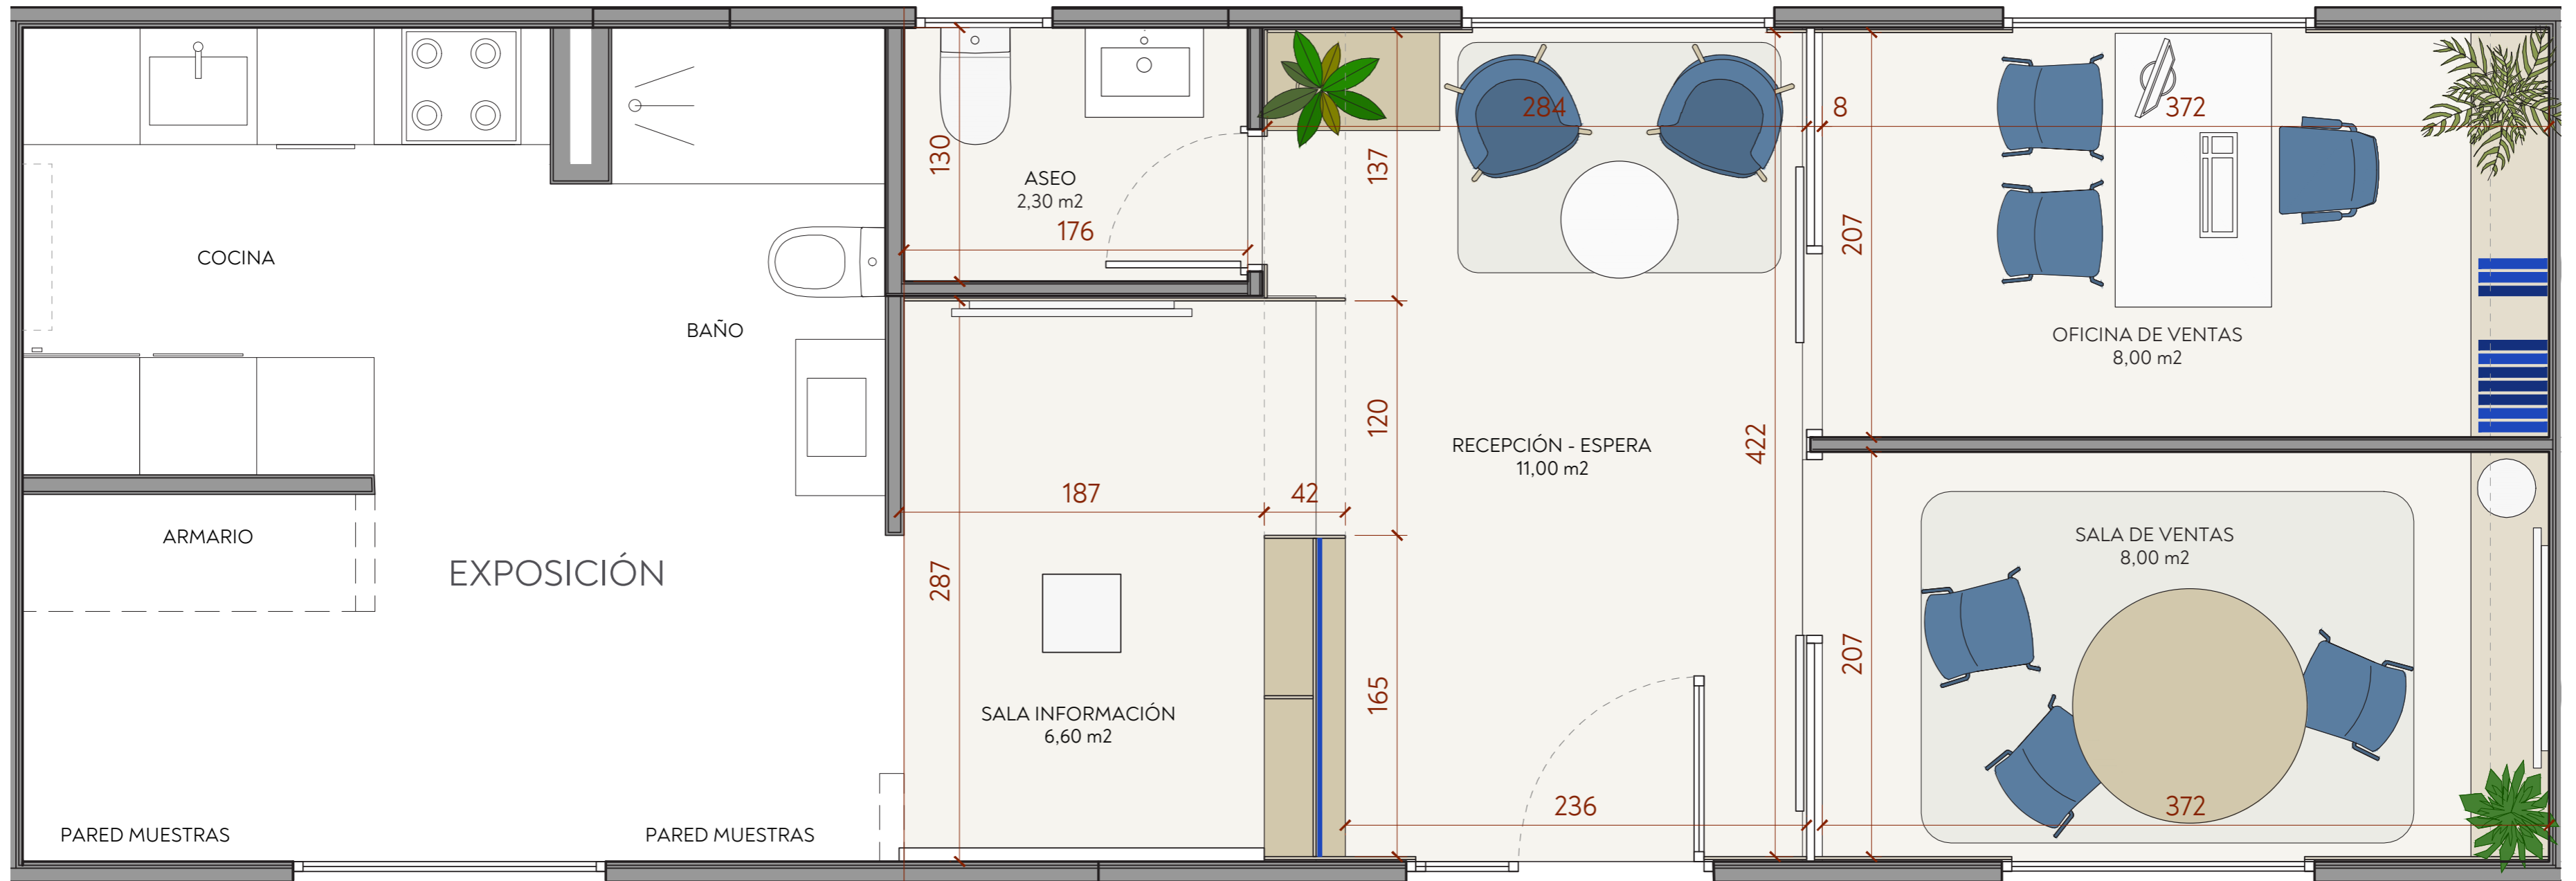 284
8
372
130
137
ASEO
2,30 m2
176
207
COCINA
BAÑO
OFICINA DE VENTAS
8,00 m2
120
RECEPCIÓN - ESPERA
11,00 m2
422
187
42
ARMARIO
EXPOSICIÓN
287
SALA DE VENTAS
8,00 m2
207
165
SALA INFORMACIÓN
6,60 m2
236
372
PARED MUESTRAS
PARED MUESTRAS